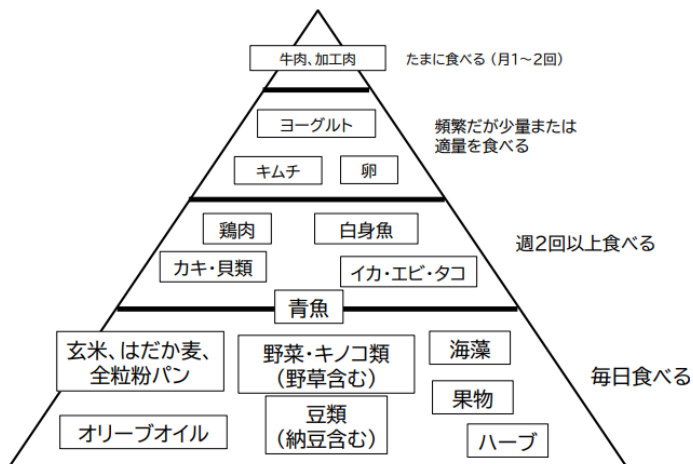 牛肉、加工肉
たまに食べる（月1～2回）
ヨーグルト
頻繁だが少量または
適量を食べる
キムチ
卵
鶏肉
白身魚
週2回以上食べる
カキ・貝類
イカ・エビ・タコ
青魚
玄米、はだか麦、
全粒粉パン
野菜・キノコ類
（野草含む）
海藻
毎日食べる
果物
オリーブオイル
豆類
（納豆含む）
ハーブ